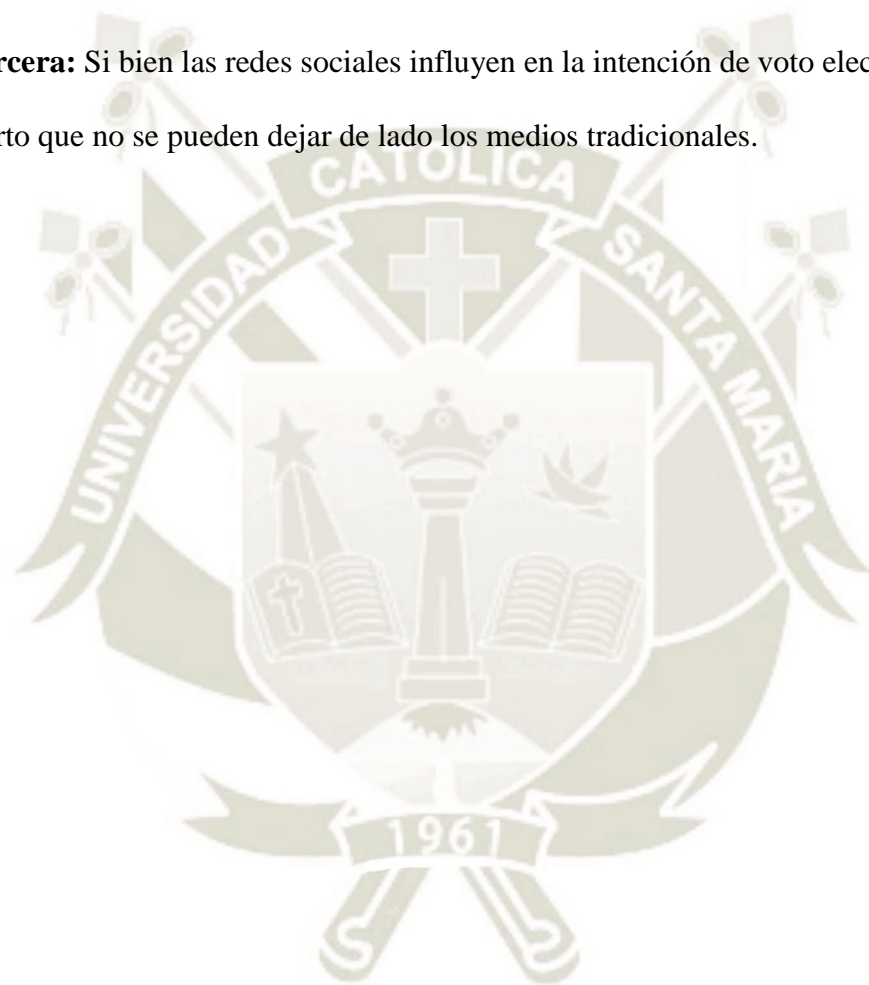 rcera: Si bien las redes sociales influyen en la intención de voto elec
rto que no se pueden dejar de lado los medios tradicionales.
CATOLICA
UNIVERSIDAD
SANTA MARIA
1961